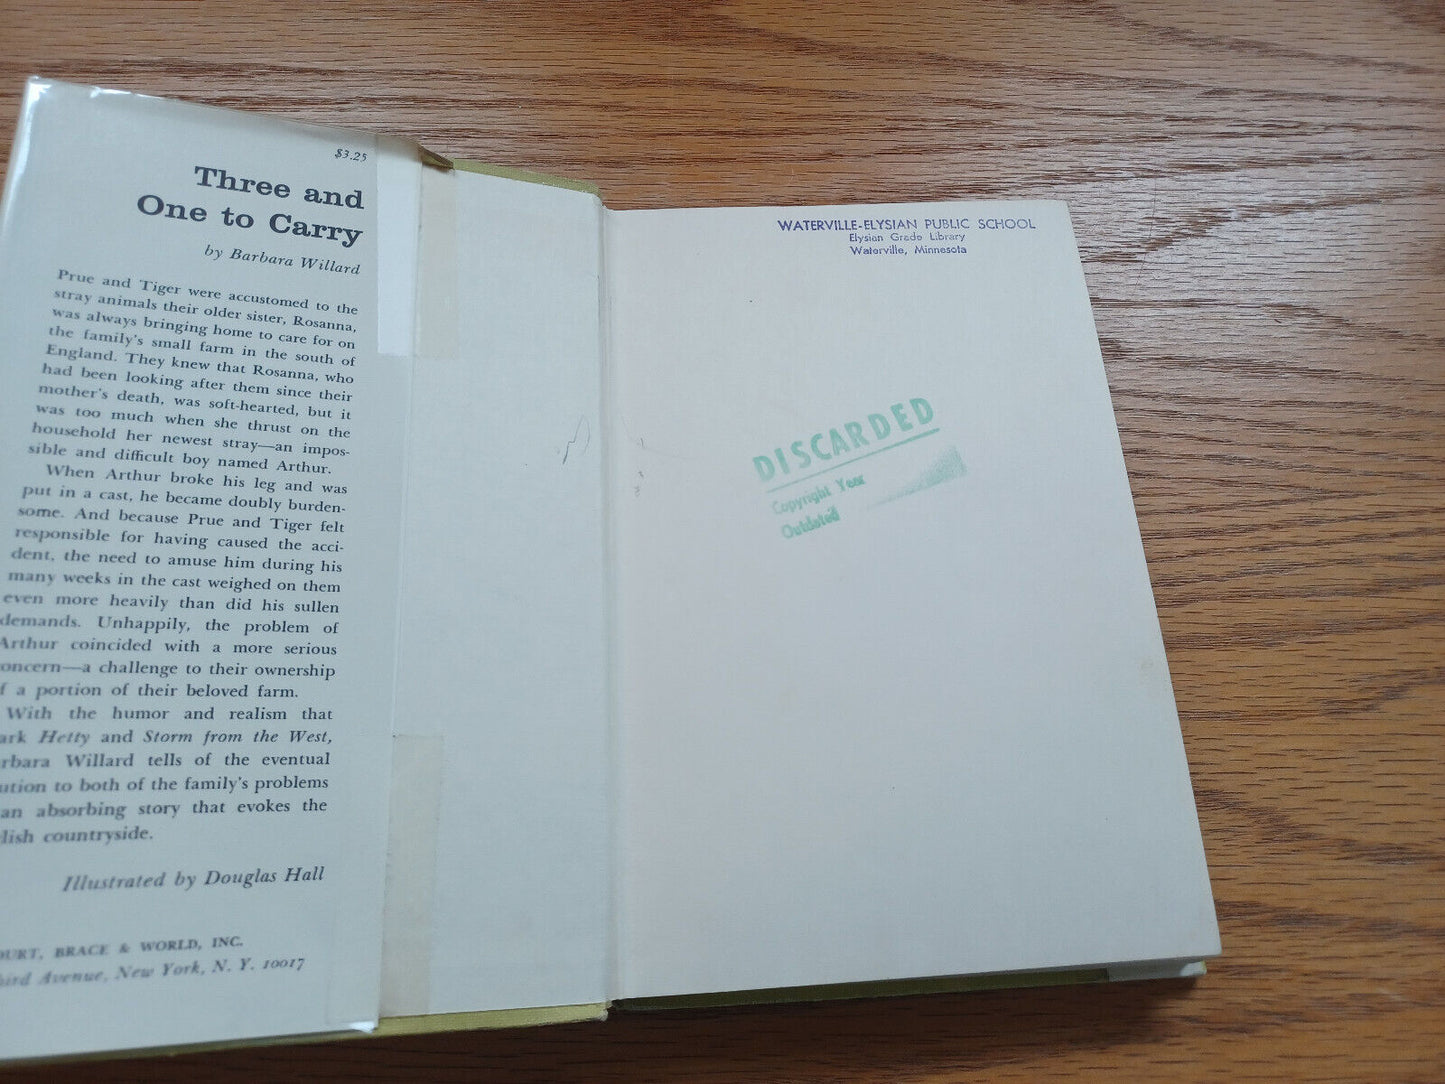 $3.25
Three and
One to Carry
by Barbara Willard
Prue and Tiger were accustomed to the
stray animals their older sister, Rosanna,
was always bringing home to care for on
the family's small farm in the south of
England. They knew that Rosanna, who
had been looking after them since their
mother's death, was soft-hearted, but it
was too much when she thrust on the
household her newest stray—an impos-
sible and difficult boy named Arthur.
When Arthur broke his leg and was
put in a cast, he became doubly burden-
some. And because Prue and Tiger felt
responsible for having caused the acci-
dent, the need to amuse him during his
many weeks in the cast weighed on them
even more heavily than did his sullen
demands. Unhappily, the problem of
Arthur coincided with a more serious
oncern—a challenge to their ownership
f a portion of their beloved farm.
With the humor and realism that
ark Hetty and Storm from the West,
rbara Willard tells of the eventual
ution to both of the family's problems
an absorbing story that evokes the
lish countryside.
Illustrated by Douglas Hall
OURT, BRACE & WORLD, INC.
hird Avenue, New York, N. Y. 10017
WATERVILLE-ELYSIAN PUBLIC SCHOOL
Elysian Grade Library
Waterville, Minnesota
DISCARDED
Copyright Year
Outdated